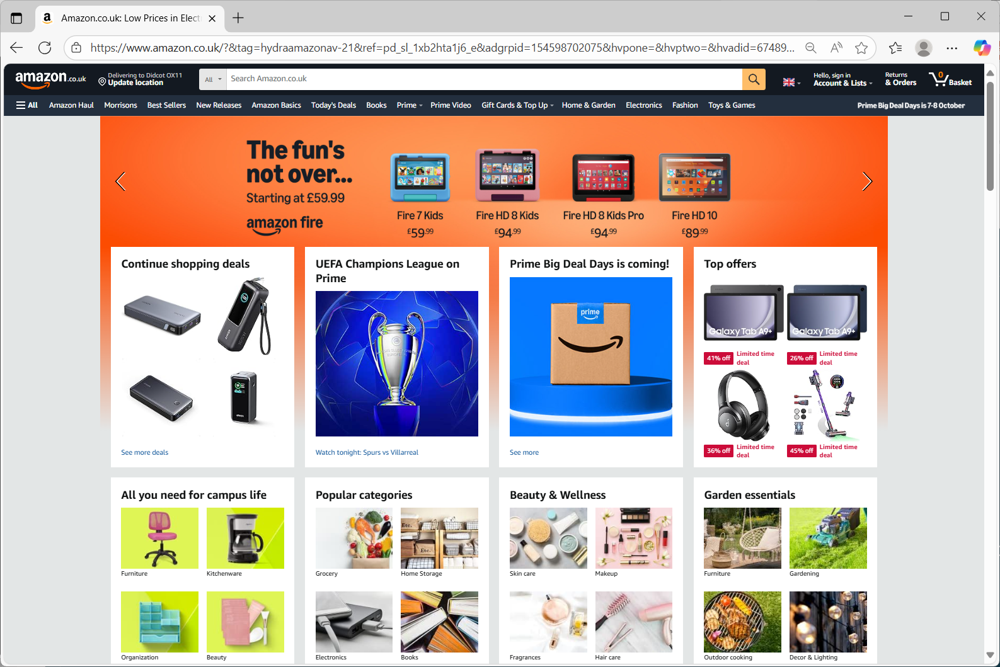 Amazon.co.uk: Low Prices in Elect
https://www.amazon.co.uk/?&tag=hydraamazonav-21&ref=pd_sl_1xb2hta1j6_e&adgrpid=154598702075&hvpone=&hvptwo=&hvadid=67489...
amazon.co.uk
Delivering to Didcot OX11
Update location
All
Search Amazon.co.uk
Hello, sign in
Account & Lists
Returns
& Orders
0
Basket
All
Amazon Haul
Morrisons
Best Sellers
New Releases
Amazon Basics
Today's Deals
Books
Prime
Prime Video
Gift Cards & Top Up
Home & Garden
Electronics
Fashion
Toys & Games
Prime Big Deal Days is 7-8 October
The fun's
not over...
Starting at £59.99
amazon fire
Fire 7 Kids
£59.99
Fire HD 8 Kids
£94.99
Fire HD 8 Kids Pro
£94.99
Fire HD 10
£89.99
Continue shopping deals
See more deals
UEFA Champions League on
Prime
Watch tonight: Spurs vs Villarreal
Prime Big Deal Days is coming!
prime
See more
Top offers
Galaxy Tab A9+
Galaxy Tab A9+
41% off
Limited time
deal
26% off
Limited time
deal
36% off
Limited time
deal
45% off
Limited time
deal
All you need for campus life
Furniture
Kitchenware
Organization
Beauty
Popular categories
Etc.
Etc.
Grocery
Home Storage
Electronics
Books
Beauty & Wellness
Skin care
Makeup
Fragrances
Hair care
Garden essentials
Furniture
Gardening
Outdoor cooking
Decor & Lighting